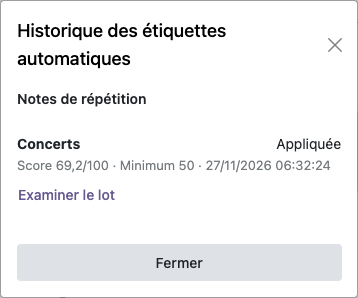 Historique des étiquettes
automatiques
Notes de répétition
Concerts Appliquée
Score 69,2/100 · Minimum 50 · 27/11/2026 06:32:24
Examiner le lot
Fermer